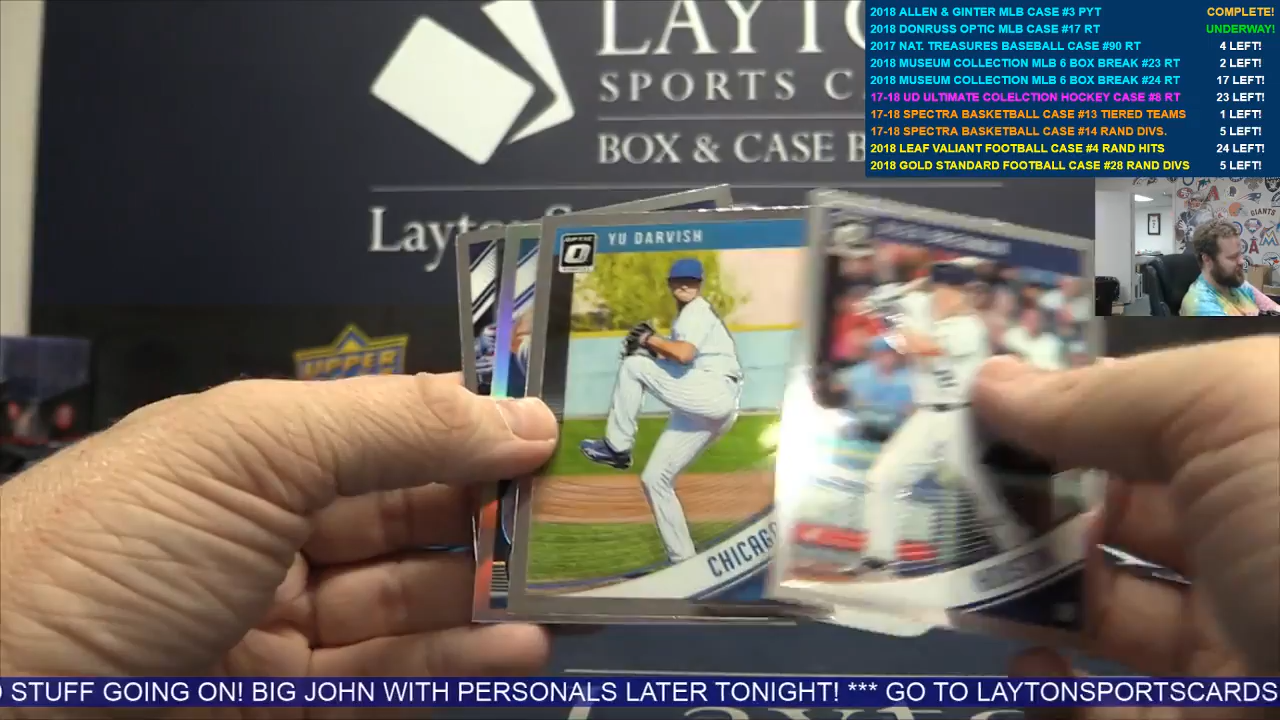 LAYTO
SPORTS C
BOX & CASE B
Layt
2018 ALLEN & GINTER MLB CASE #3 PYT COMPLETE!
2018 DONRUSS OPTIC MLB CASE #17 RT UNDERWAY!
2017 NAT. TREASURES BASEBALL CASE #90 RT 4 LEFT!
2018 MUSEUM COLLECTION MLB 6 BOX BREAK #23 RT 2 LEFT!
2018 MUSEUM COLLECTION MLB 6 BOX BREAK #24 RT 17 LEFT!
17-18 UD ULTIMATE COLELCTION HOCKEY CASE #8 RT 23 LEFT!
17-18 SPECTRA BASKETBALL CASE #13 TIERED TEAMS 1 LEFT!
17-18 SPECTRA BASKETBALL CASE #14 RAND DIVS. 5 LEFT!
2018 LEAF VALIANT FOOTBALL CASE #4 RAND HITS 24 LEFT!
2018 GOLD STANDARD FOOTBALL CASE #28 RAND DIVS 5 LEFT!
GIANTS
OPTIC
YU DARVISH
UPPER
CHICAG
STUFF GOING ON! BIG JOHN WITH PERSONALS LATER TONIGHT! *** GO TO LAYTONSPORTSCARDS